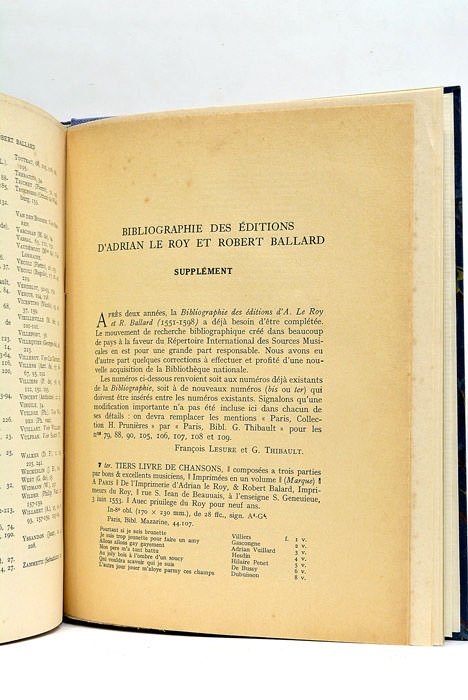 OBERT BALLARD
BIBLIOGRAPHIE DES ÉDITIONS
D'ADRIAN LE ROY ET ROBERT BALLARD
SUPPLÉMENT
APRÈS deux années, la Bibliographie des éditions d'A. Le Roy
et R. Ballard (1551-1598) a déjà besoin d'être complétée.
Le mouvement de recherche bibliographique créé dans beaucoup
de pays à la faveur du Répertoire International des Sources Musi-
cales en est pour une grande part responsable. Nous avons eu
d'autre part quelques corrections à effectuer et profité d'une nou-
velle acquisition de la Bibliothèque nationale.
Les numéros ci-dessous renvoient soit aux numéros déjà existants
de la Bibliographie, soit à de nouveaux numéros (bis ou ter) qui
doivent être insérés entre les numéros existants. Signalons qu'une
modification importante n'a pas été incluse ici dans chacun de
ses détails : on devra remplacer les mentions « Paris, Collec-
tion H. Prunières » par « Paris, Bibl. G. Thibault » pour les
nos 79, 88, 90, 105, 106, 107, 108 et 109.
François LESURE et G. THIBAULT.
7 ter. TIERS LIVRE DE CHANSONS, || composées a trois parties
par bons & excellents musiciens, || Imprimées en un volume || (Marque) ||
A PARIS || De l'Imprimerie d'Adrian le Roy, & Robert Balard, Impri-
meurs du Roy, || rue S. Jean de Beauuais, à l'enseigne S. Geneuieue,
3 juin 1553. || Auec priuilege du Roy pour neuf ans.
In-8° obl. (170 × 230 mm.), de 28 ffc., sign. A⁴-G⁴.
Paris, Bibl. Mazarine, 44.107.
Pourtant si je suis brunette Villiers f. 1 v.
Je suis trop jeunette pour faire un amy Gascongne 2 v.
Allons allons gay gayement Adrian Vuillard 3 v.
Mon pere m'a tant battu Hesdin 4 v.
Au joly bois à l'ombre d'un soucy Hilaire Penet 5 v.
Qui vouldra scavoir qui je suis De Bussy 6 v.
L'autre jour jouer m'aloye parmy ces champs Dubuisson 8 v.